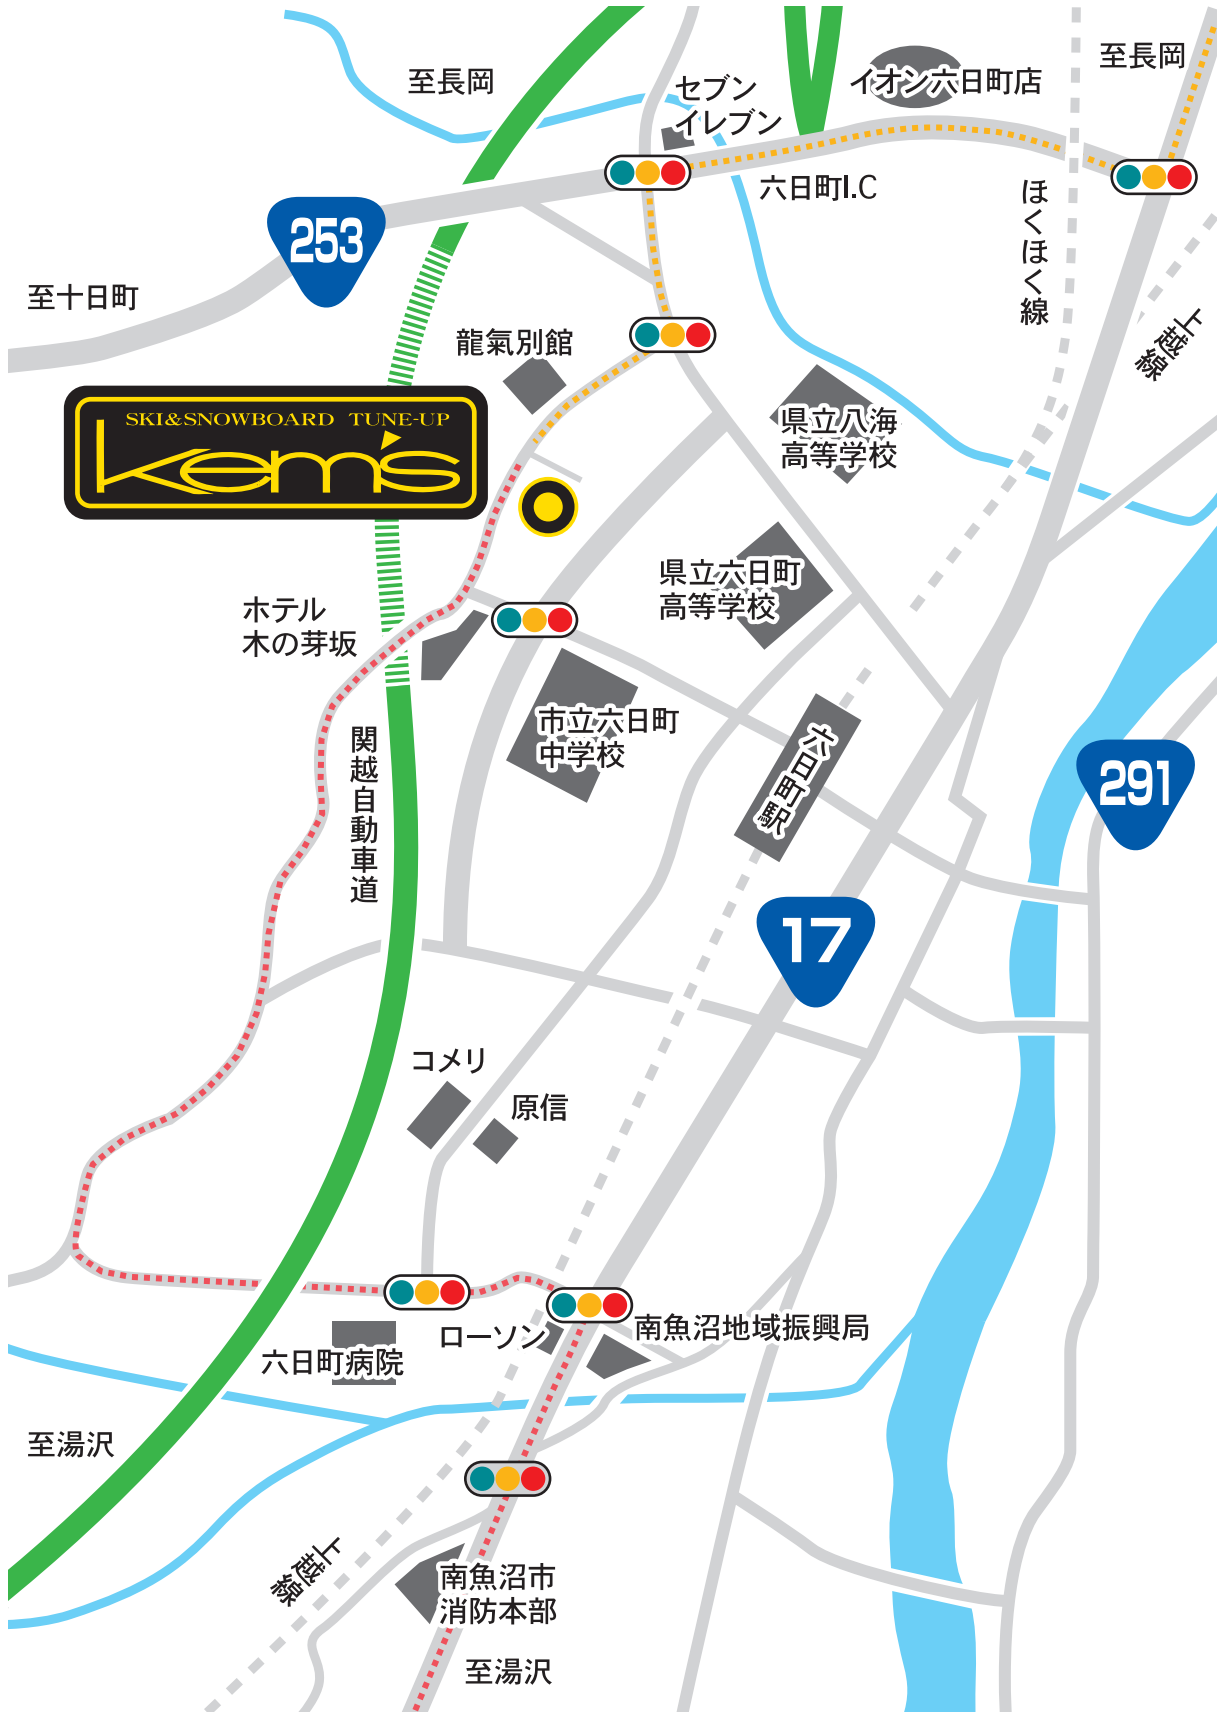 至長岡
セブン
イレブン
イオン六日町店
至長岡
六日町I.C
253
ほくほく線
至十日町
上越線
龍氣別館
SKI&SNOWBOARD TUNE-UP
Kem's
県立八海
高等学校
県立六日町
高等学校
ホテル
木の芽坂
市立六日町
中学校
関越自動車道
六日町駅
291
17
コメリ
原信
ローソン
南魚沼地域振興局
六日町病院
至湯沢
上越線
南魚沼市
消防本部
至湯沢